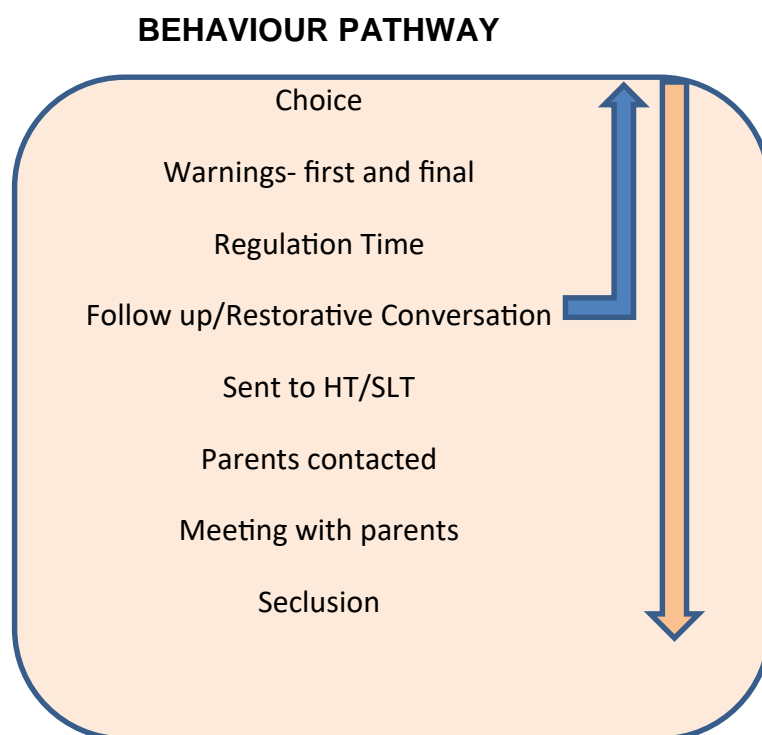 BEHAVIOUR PATHWAY
Choice
Warnings- first and final
Regulation Time
Follow up/Restorative Conversation
Sent to HT/SLT
Parents contacted
Meeting with parents
Seclusion